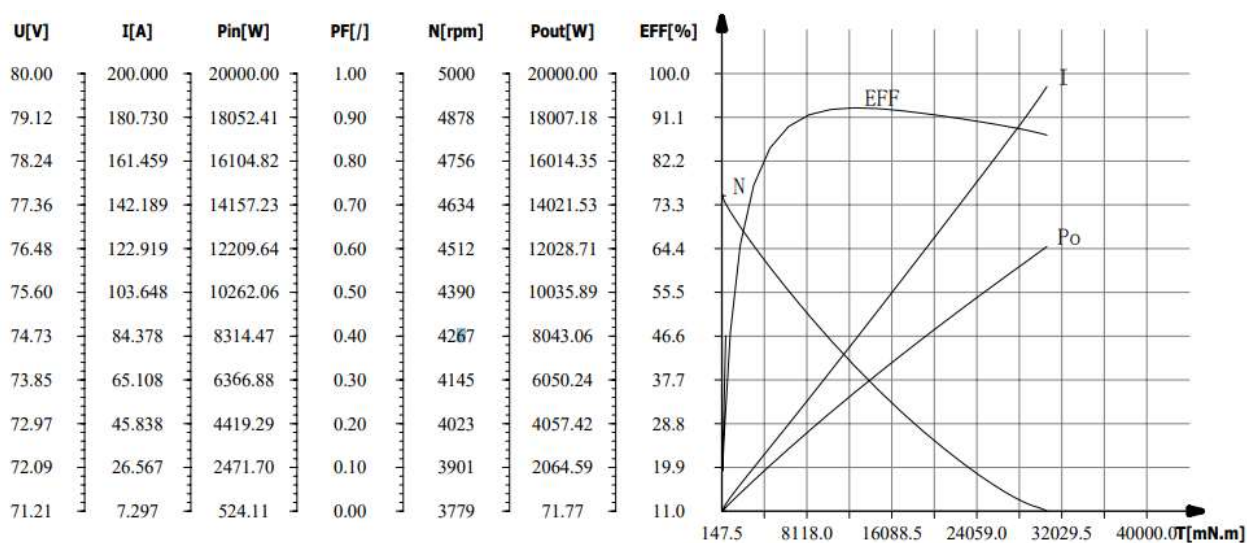 U[V] I[A] Pin[W] PF[/] N[rpm] Pout[W] EFF[%]
80.00 200.000 20000.00 1.00 5000 20000.00 100.0
I
79.12 180.730 18052.41 0.90 4878 18007.18 91.1
EFF
78.24 161.459 16104.82 0.80 4756 16014.35 82.2
N
77.36 142.189 14157.23 0.70 4634 14021.53 73.3
Po
76.48 122.919 12209.64 0.60 4512 12028.71 64.4
75.60 103.648 10262.06 0.50 4390 10035.89 55.5
74.73 84.378 8314.47 0.40 4267 8043.06 46.6
73.85 65.108 6366.88 0.30 4145 6050.24 37.7
72.97 45.838 4419.29 0.20 4023 4057.42 28.8
72.09 26.567 2471.70 0.10 3901 2064.59 19.9
71.21 7.297 524.11 0.00 3779 71.77 11.0
147.5 8118.0 16088.5 24059.0 32029.5 40000.0 T[mN.m]